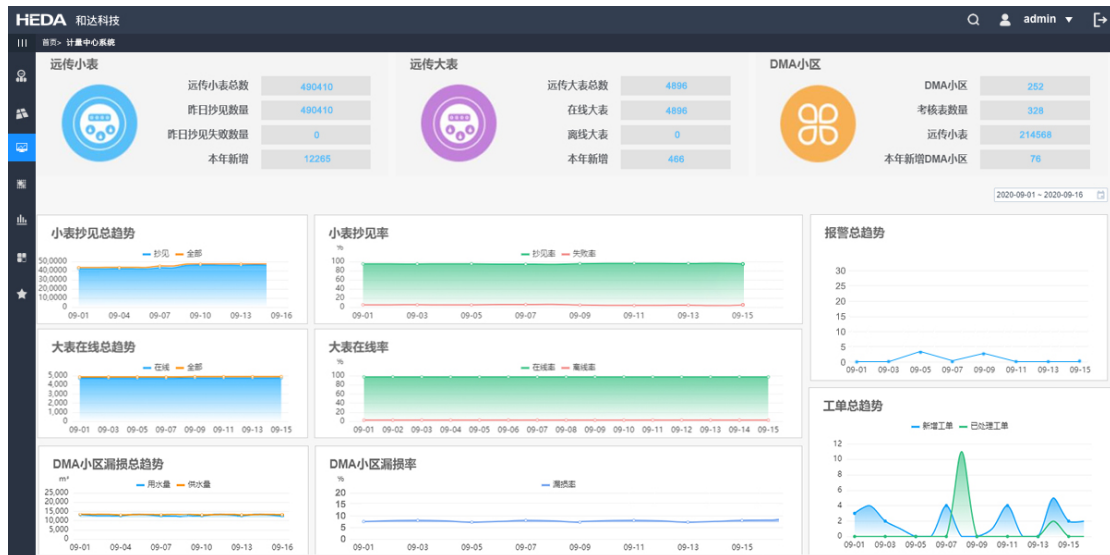 HEDA 和达科技
admin
首页> 计量中心系统
远传小表
远传小表总数 490410
昨日抄见数量 490410
昨日抄见失败数量 0
本年新增 12265
远传大表
远传大表总数 4896
在线大表 4896
离线大表 0
本年新增 466
DMA小区
DMA小区 252
考核表数量 328
远传小表 214568
本年新增DMA小区 76
2020-09-01 ~ 2020-09-16
小表抄见总趋势
抄见 全部
50,0000
40,0000
30,0000
20,0000
10,0000
0
09-01 09-04 09-07 09-10 09-13 09-16
小表抄见率
%
抄见率 失败率
100
80
60
40
20
0
09-01 09-03 09-05 09-07 09-09 09-11 09-13 09-15
报警总趋势
30
25
20
15
10
5
0
09-01 09-03 09-05 09-07 09-09 09-11 09-13 09-15
大表在线总趋势
在线 全部
5,000
4,000
3,000
2,000
1,000
0
09-01 09-03 09-05 09-07 09-09 09-11 09-13 09-15
大表在线率
%
在线率 离线率
100
80
60
40
20
0
09-01 09-02 09-03 09-04 09-05 09-06 09-07 09-08 09-09 09-10 09-11 09-12 09-13 09-14 09-15
工单总趋势
新增工单 已处理工单
12
10
8
6
4
2
0
09-01 09-03 09-05 09-07 09-09 09-11 09-13 09-15
DMA小区漏损总趋势
m³
用水量 供水量
25,000
20,000
15,000
10,000
5,000
0
09-01 09-04 09-07 09-10 09-13 09-16
DMA小区漏损率
%
漏损率
20
15
10
5
0
09-01 09-03 09-05 09-07 09-09 09-11 09-13 09-15